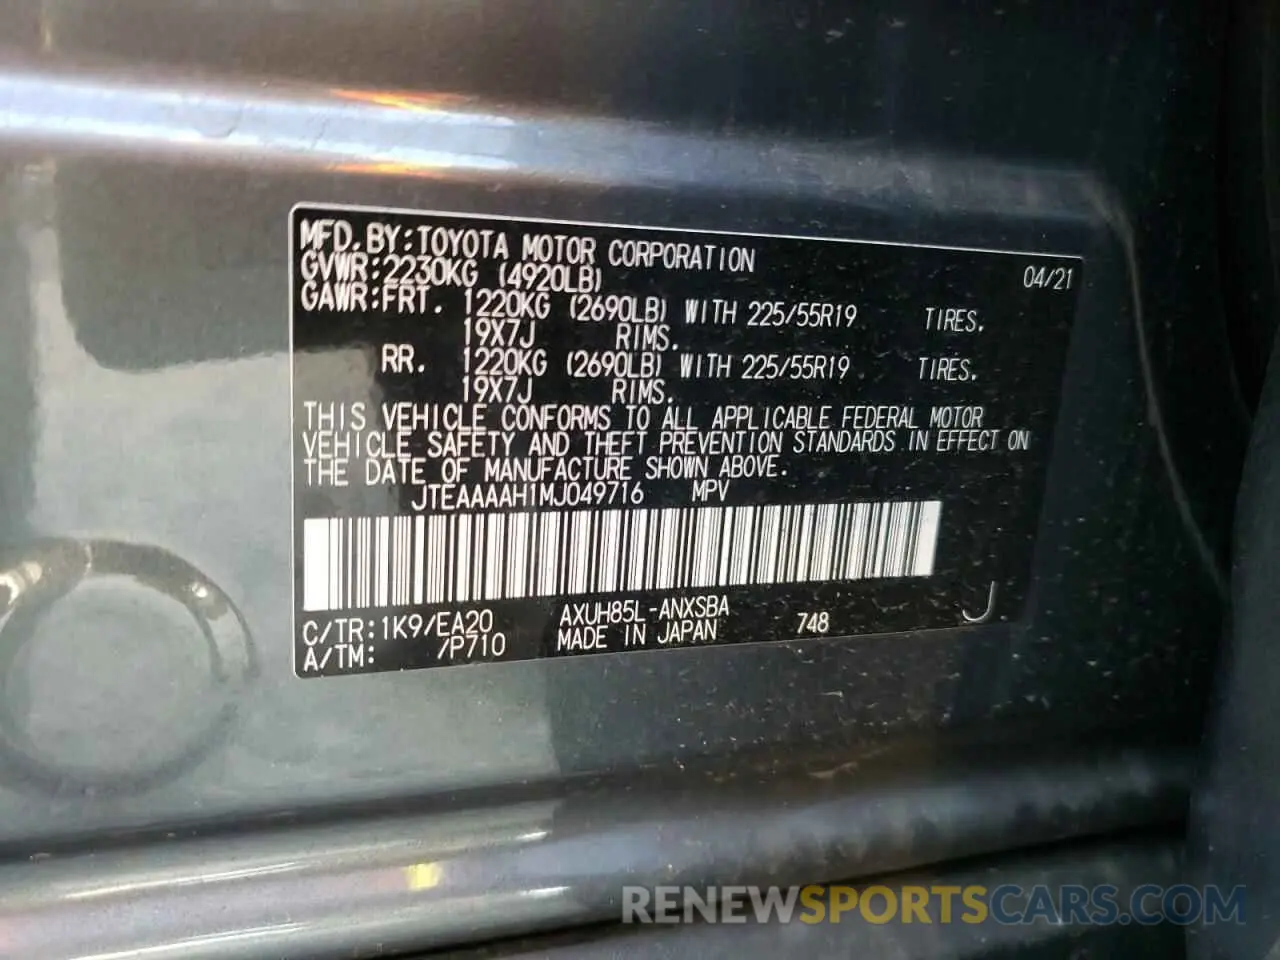 MFD.BY:TOYOTA MOTOR CORPORATION 04/21
GVWR:2230KG (4920LB)
GAWR:FRT. 1220KG (2690LB) WITH 225/55R19 TIRES.
19X7J RIMS.
RR. 1220KG (2690LB) WITH 225/55R19 TIRES.
19X7J RIMS.
THIS VEHICLE CONFORMS TO ALL APPLICABLE FEDERAL MOTOR
VEHICLE SAFETY AND THEFT PREVENTION STANDARDS IN EFFECT ON
THE DATE OF MANUFACTURE SHOWN ABOVE.
JTEAAAAH1MJ049716 MPV
C/TR:1K9/EA20 AXUH85L-ANXSBA 748 J
A/TM: /P710 MADE IN JAPAN
RENEWSPORTSCARS.COM